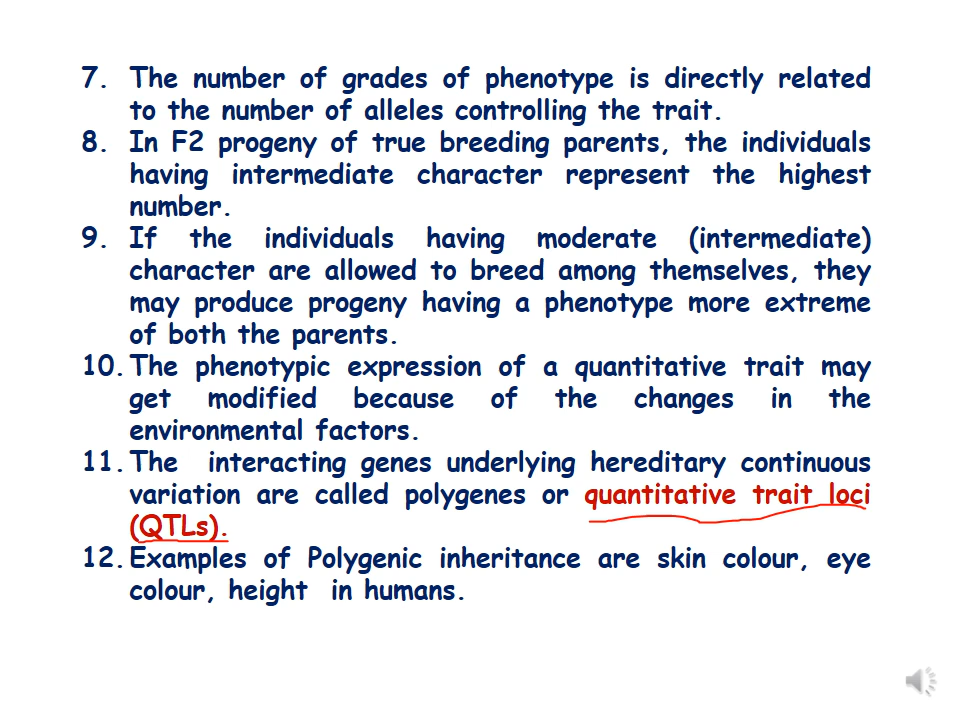 7. The number of grades of phenotype is directly related
to the number of alleles controlling the trait.
8. In F2 progeny of true breeding parents, the individuals
having intermediate character represent the highest
number.
9. If the individuals having moderate (intermediate)
character are allowed to breed among themselves, they
may produce progeny having a phenotype more extreme
of both the parents.
10. The phenotypic expression of a quantitative trait may
get modified because of the changes in the
environmental factors.
11. The interacting genes underlying hereditary continuous
variation are called polygenes or quantitative trait loci
(QTLs).
12. Examples of Polygenic inheritance are skin colour, eye
colour, height in humans.